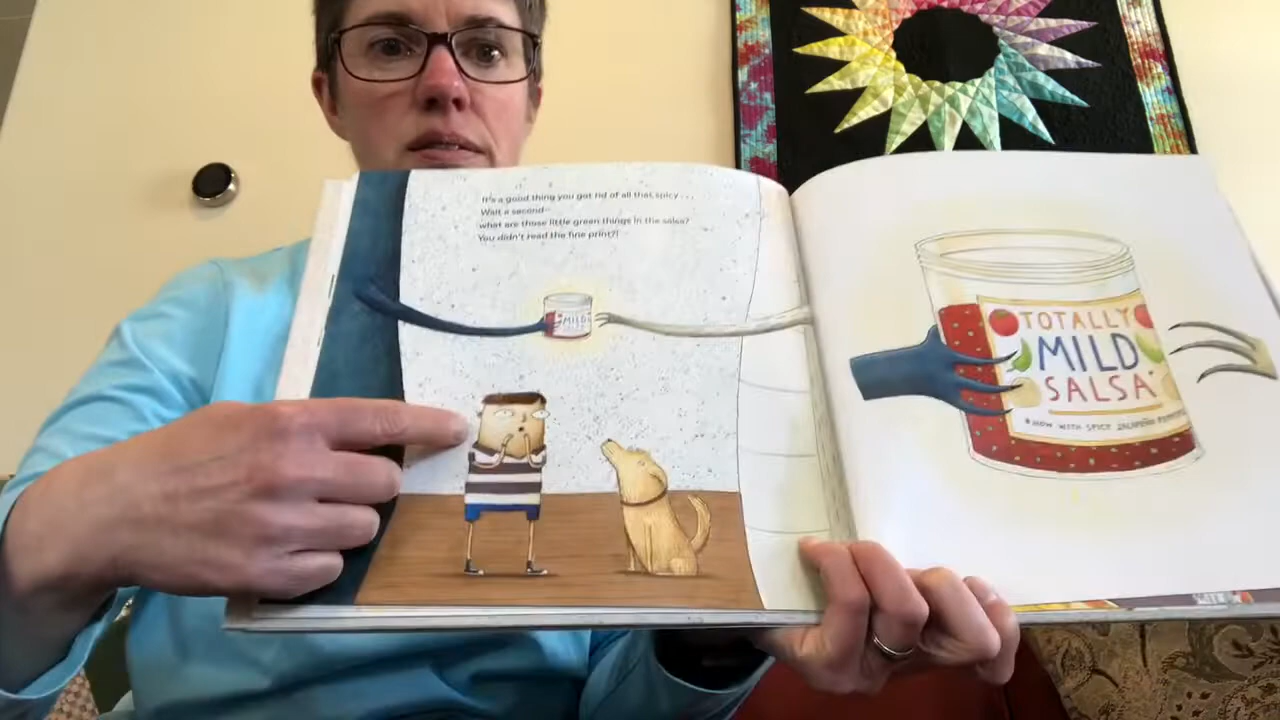 It's a good thing you got rid of all that spicy . . .
Wait a second—
what are those little green things in the salsa?
You didn't read the fine print?!
MILD
TOTALLY
MILD
SALSA
NOW WITH SPICY JALAPEÑO PEPPERS